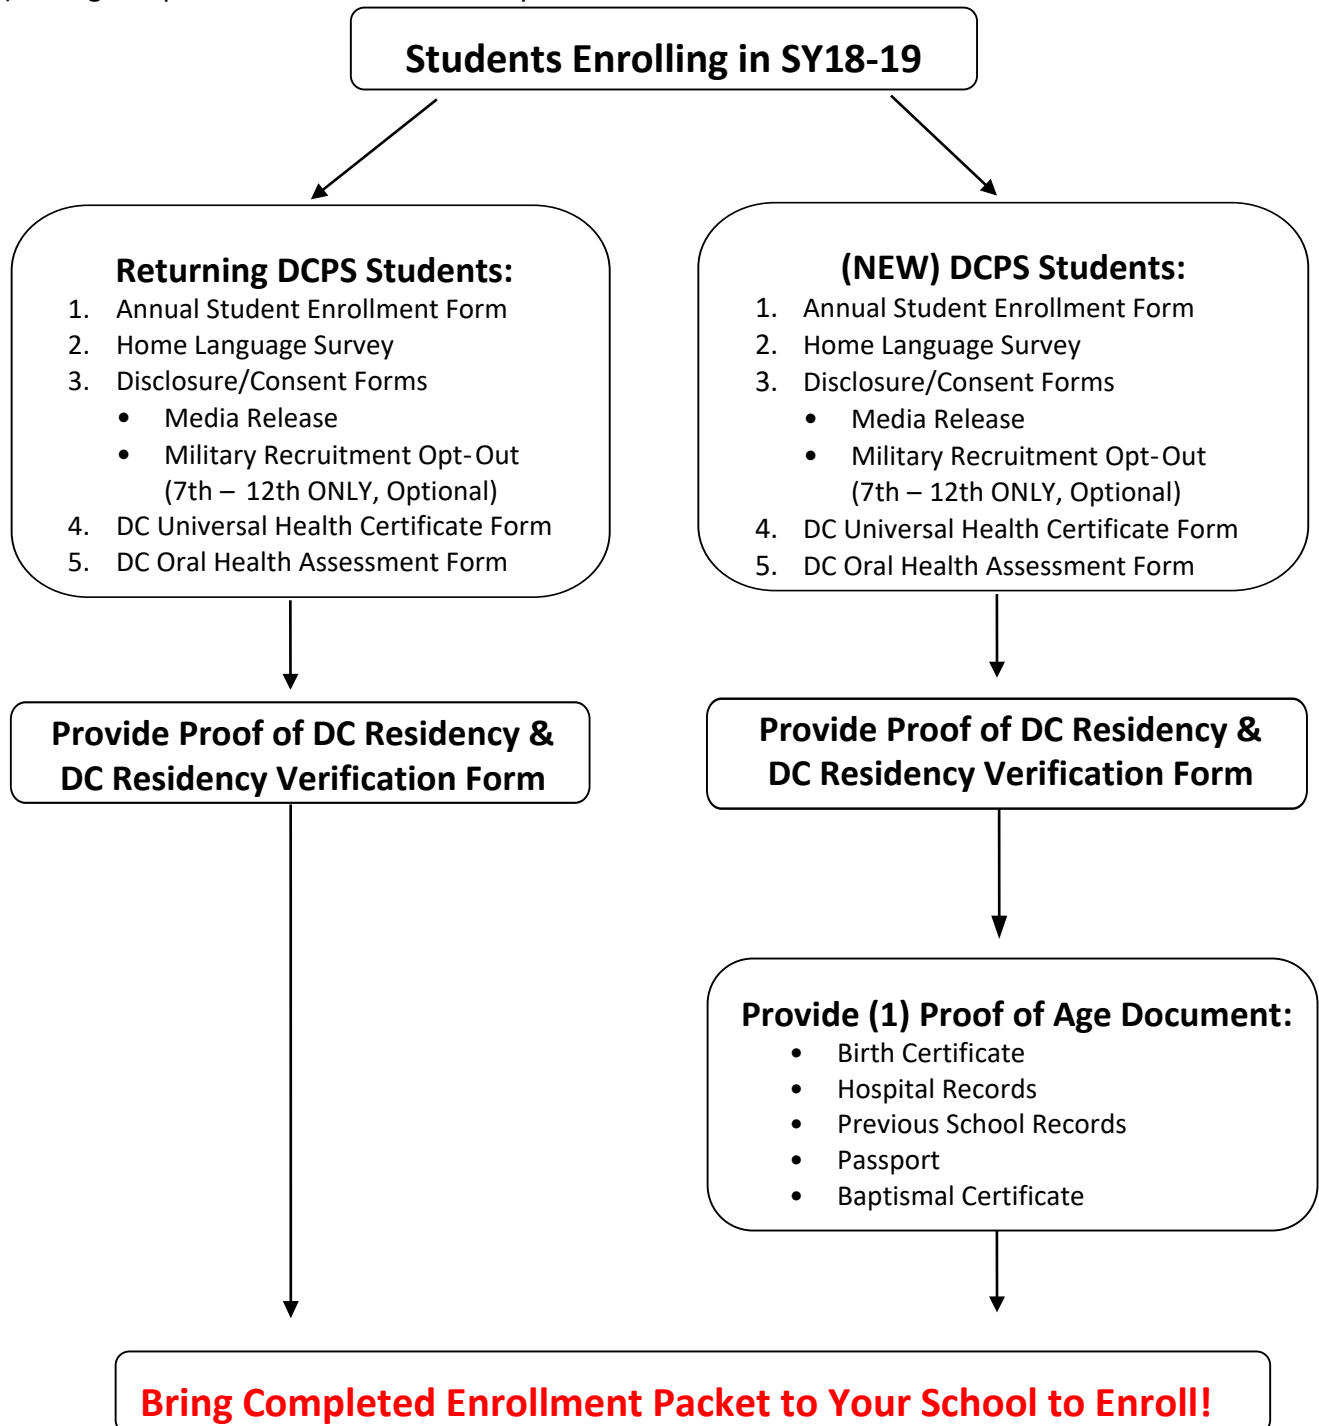 Students Enrolling in SY18-19
Returning DCPS Students:
1. Annual Student Enrollment Form
2. Home Language Survey
3. Disclosure/Consent Forms
• Media Release
• Military Recruitment Opt-Out
(7th – 12th ONLY, Optional)
4. DC Universal Health Certificate Form
5. DC Oral Health Assessment Form
(NEW) DCPS Students:
1. Annual Student Enrollment Form
2. Home Language Survey
3. Disclosure/Consent Forms
• Media Release
• Military Recruitment Opt-Out
(7th – 12th ONLY, Optional)
4. DC Universal Health Certificate Form
5. DC Oral Health Assessment Form
Provide Proof of DC Residency &
DC Residency Verification Form
Provide Proof of DC Residency &
DC Residency Verification Form
Provide (1) Proof of Age Document:
• Birth Certificate
• Hospital Records
• Previous School Records
• Passport
• Baptismal Certificate
Bring Completed Enrollment Packet to Your School to Enroll!